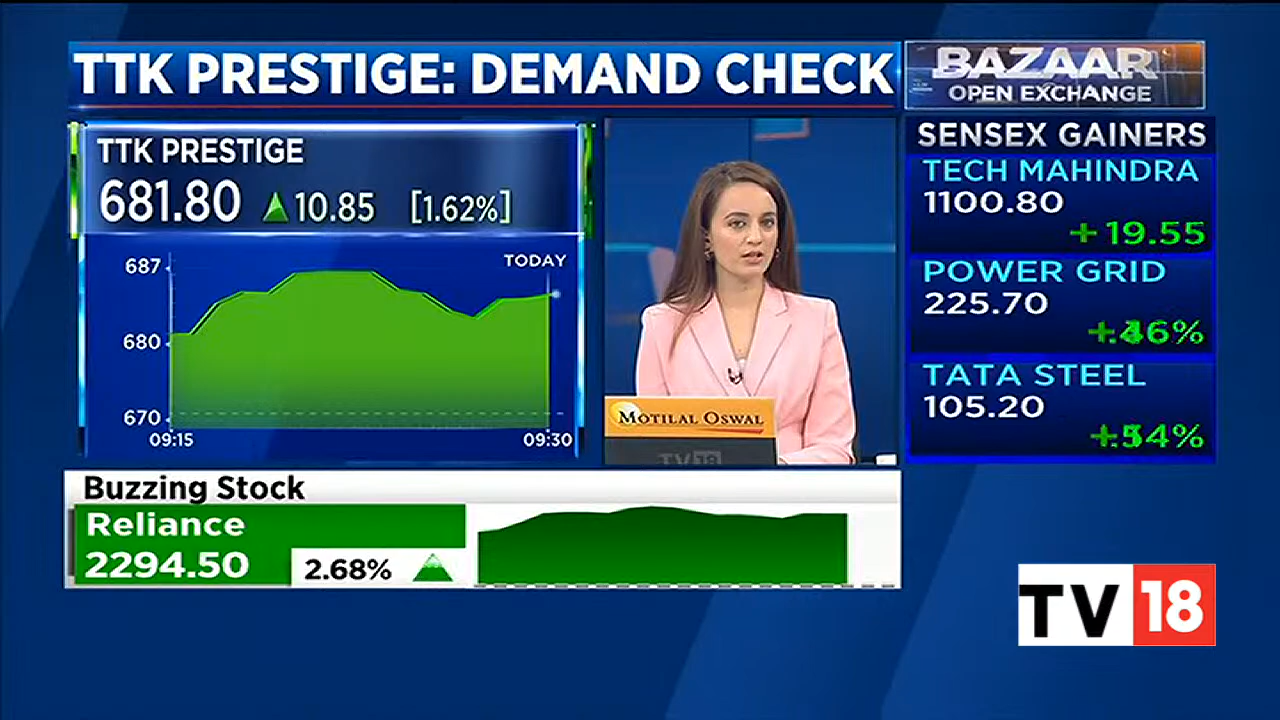 TTK PRESTIGE: DEMAND CHECK
BAZAAR
OPEN EXCHANGE
TTK PRESTIGE
681.80 ▲ 10.85 [1.62%]
TODAY
687
680
670
09:15 09:30
MOTILAL OSWAL
TV18
SENSEX GAINERS
TECH MAHINDRA
1100.80
+19.55
POWER GRID
225.70
TATA STEEL
105.20
Buzzing Stock
Reliance
2294.50
2.68% ▲
TV18